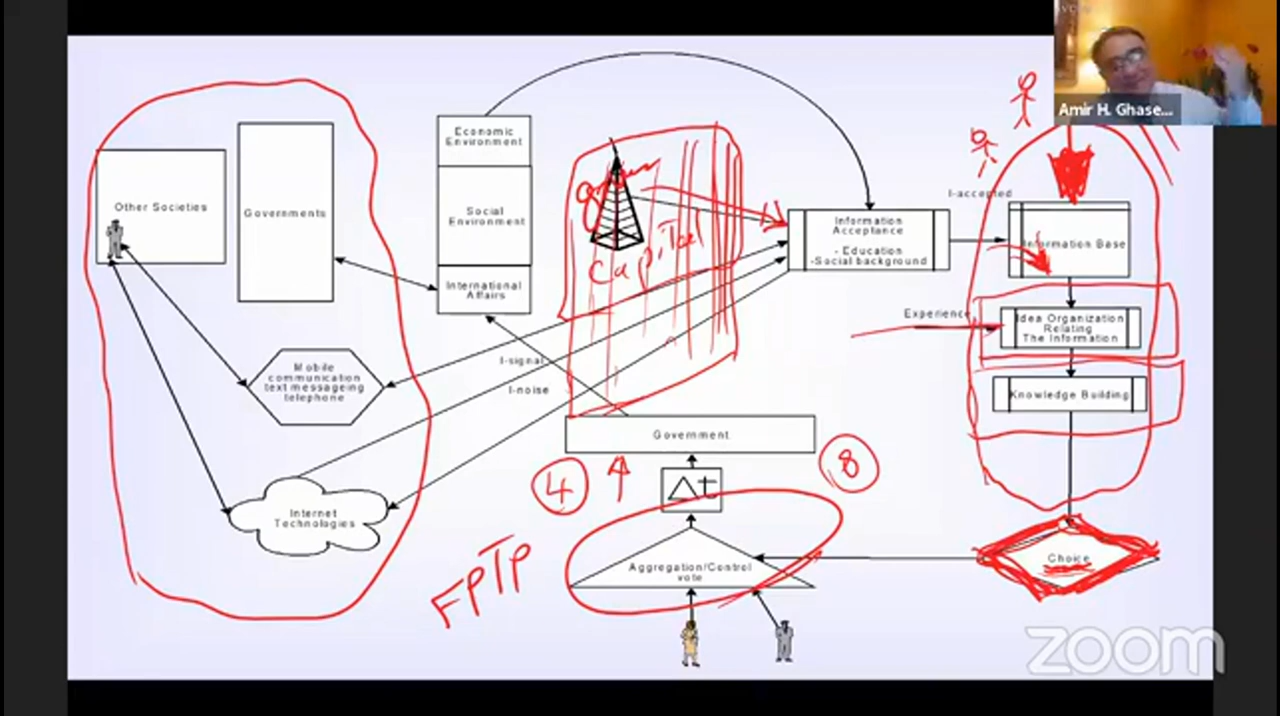 Amir H. Ghase...
Economic
Environment
Other Societies
Governments
Social
Environment
Information
Acceptance
- Education
-Social background
I-accepted
Information Base
Capital
International
Affairs
Experience
Idea Organization
Relating
The Information
Mobile
communication
text messageing
telephone
I-signal
I-noise
Knowledge Building
Government
4
8
Δt
Internet
Technologies
FPTP
Aggregation/Control
vote
Choice
zoom